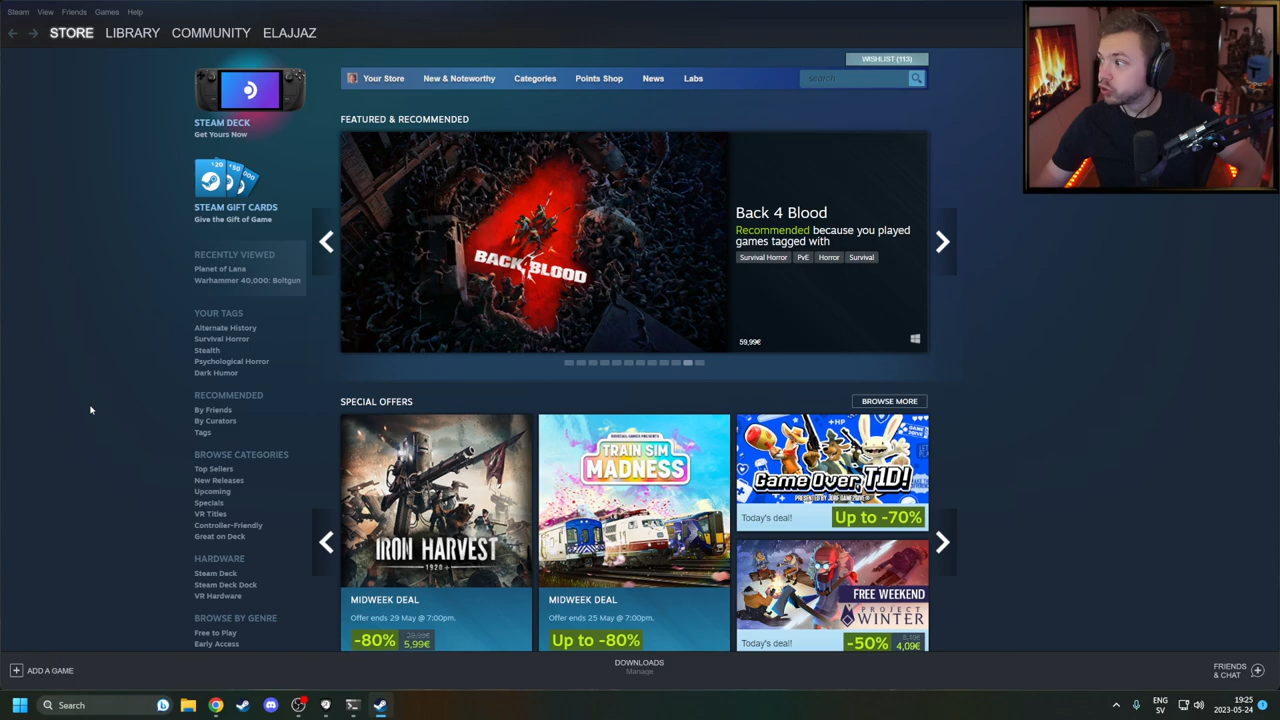 Steam View Friends Games Help
STORE LIBRARY COMMUNITY ELAJJAZ
WISHLIST (113)
Your Store New & Noteworthy Categories Points Shop News Labs search
STEAM DECK
Get Yours Now
STEAM GIFT CARDS
Give the Gift of Game
RECENTLY VIEWED
Planet of Lana
Warhammer 40,000: Boltgun
YOUR TAGS
Alternate History
Survival Horror
Stealth
Psychological Horror
Dark Humor
RECOMMENDED
By Friends
By Curators
Tags
BROWSE CATEGORIES
Top Sellers
New Releases
Upcoming
Specials
VR Titles
Controller-Friendly
Great on Deck
HARDWARE
Steam Deck
Steam Deck Dock
VR Hardware
BROWSE BY GENRE
Free to Play
Early Access
FEATURED & RECOMMENDED
4
BACK BLOOD
Back 4 Blood
Recommended because you played
games tagged with
Survival Horror PvE Horror Survival
59,99€
SPECIAL OFFERS
BROWSE MORE
IRON HARVEST
1920+
MIDWEEK DEAL
Offer ends 29 May @ 7:00pm.
-80% 29,99€ 5,99€
TRAIN SIM
MADNESS
MIDWEEK DEAL
Offer ends 25 May @ 7:00pm.
Up to -80%
+HP
Game Over, T1D!
Today's deal! Up to -70%
FREE WEEKEND
PROJECT
WINTER
Today's deal! -50% 4,09€
ADD A GAME
DOWNLOADS
Manage
FRIENDS
& CHAT
Search
ENG
SV
19:25
2023-05-24